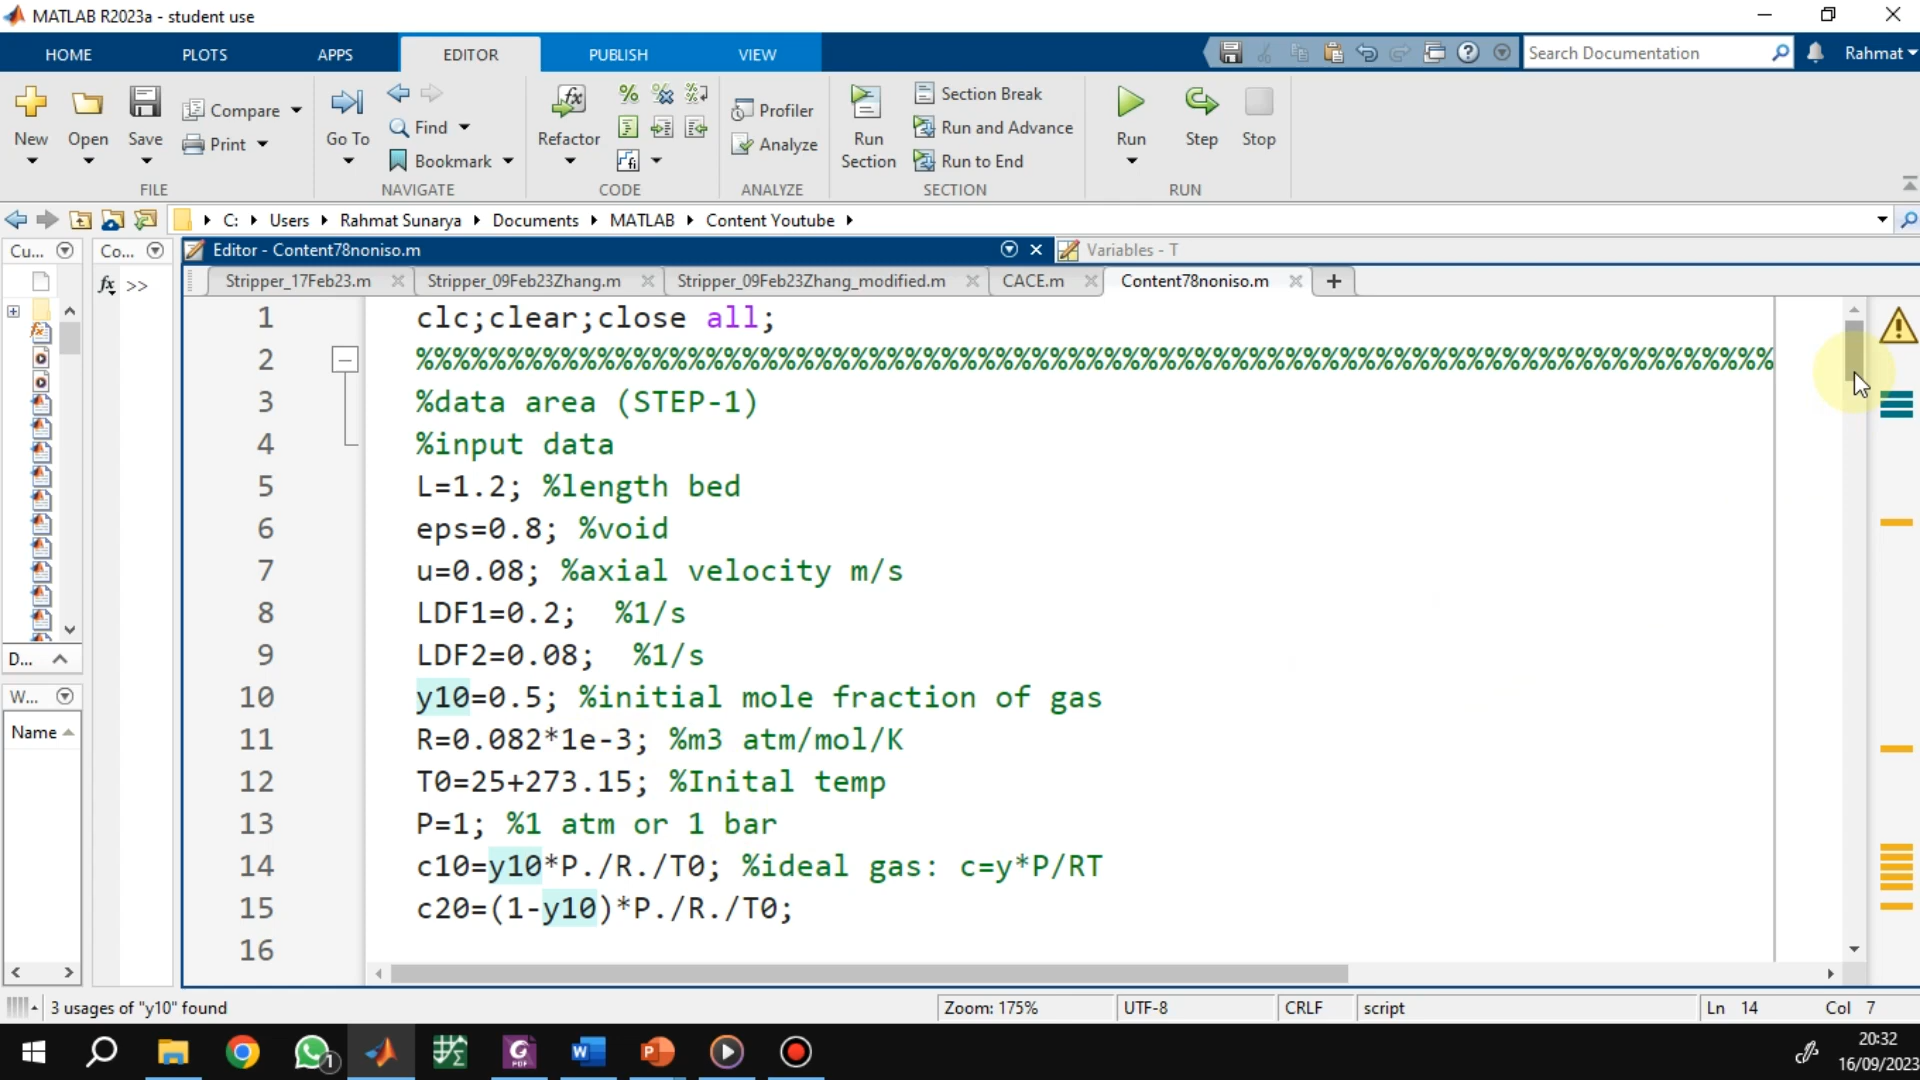 MATLAB R2023a - student use
HOME PLOTS APPS EDITOR PUBLISH VIEW Search Documentation Rahmat
New Open Save Compare Print Go To Find Bookmark Refactor Profiler Analyze Run Section Section Break Run and Advance Run to End Run Step Stop
FILE NAVIGATE CODE ANALYZE SECTION RUN
C: Users Rahmat Sunarya Documents MATLAB Content Youtube
Cu... Co... Editor - Content78noniso.m Variables - T
fx >> Stripper_17Feb23.m Stripper_09Feb23Zhang.m Stripper_09Feb23Zhang_modified.m CACE.m Content78noniso.m +
1 clc;clear;close all;
2 %%%%%%%%%%%%%%%%%%%%%%%%%%%%%%%%%%%%%%%%%%%%%%%%%%%%%%%%%%%%%%%%%%%%%%%%%%%
3 %data area (STEP-1)
4 %input data
5 L=1.2; %length bed
6 eps=0.8; %void
7 u=0.08; %axial velocity m/s
8 LDF1=0.2;  %1/s
9 LDF2=0.08;  %1/s
10 y10=0.5; %initial mole fraction of gas
11 R=0.082*1e-3; %m3 atm/mol/K
12 T0=25+273.15; %Inital temp
13 P=1; %1 atm or 1 bar
14 c10=y10*P./R./T0; %ideal gas: c=y*P/RT
15 c20=(1-y10)*P./R./T0;
16
D...
W...
Name
3 usages of "y10" found Zoom: 175% UTF-8 CRLF script Ln 14 Col 7
1
20:32
16/09/2023